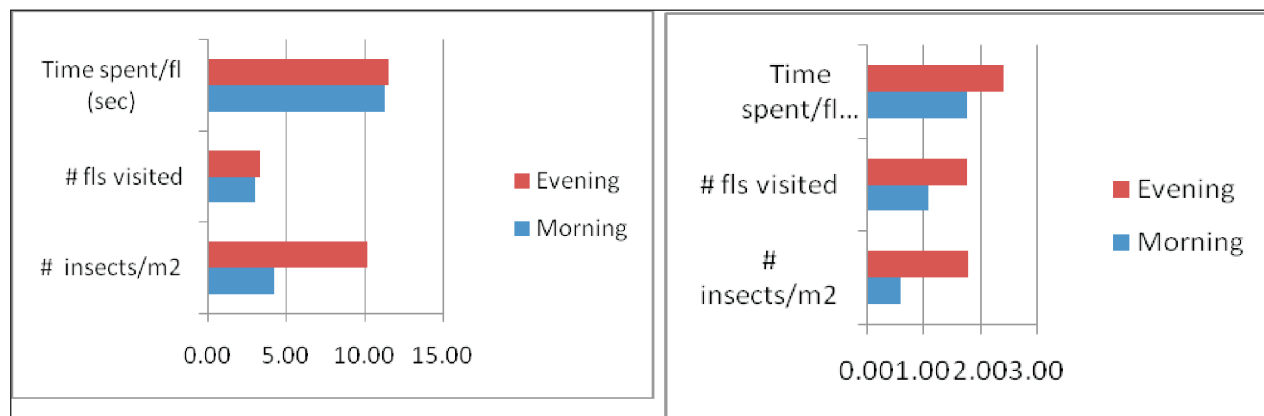 Time spent/fl
(sec)
# fls visited
# insects/m2
Evening
Morning
0.00 5.00 10.00 15.00
Time
spent/fl...
# fls visited
#
insects/m2
Evening
Morning
0.001.002.003.00